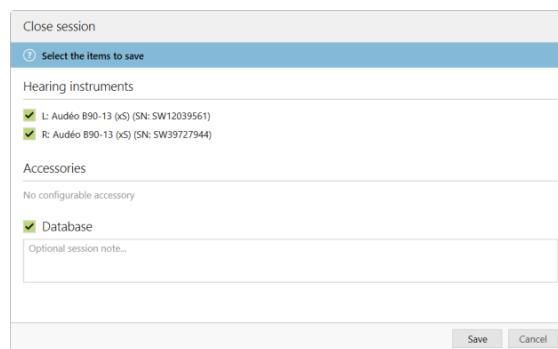 Close session
? Select the items to save
Hearing instruments
L: Audéo B90-13 (xS) (SN: SW12039561)
R: Audéo B90-13 (xS) (SN: SW39727944)
Accessories
No configurable accessory
Database
Optional session note...
Save Cancel